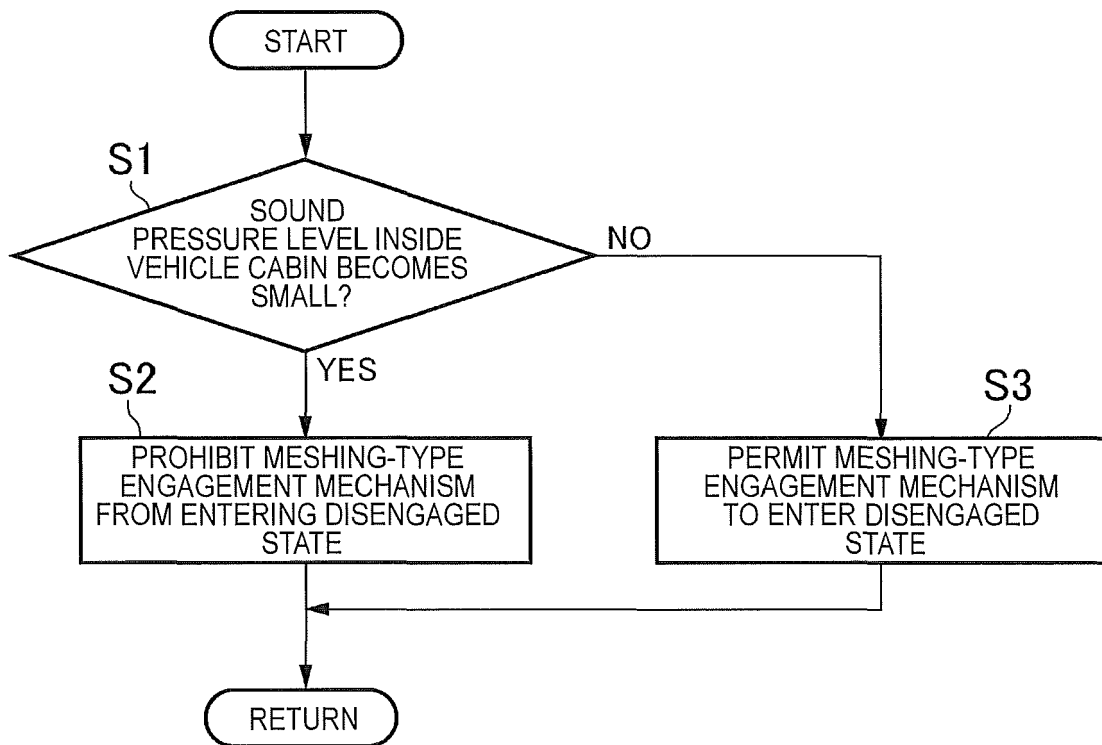 START
S1
SOUND
PRESSURE LEVEL INSIDE
VEHICLE CABIN BECOMES
SMALL?
NO
YES
S2
PROHIBIT MESHING-TYPE
ENGAGEMENT MECHANISM
FROM ENTERING DISENGAGED
STATE
S3
PERMIT MESHING-TYPE
ENGAGEMENT MECHANISM
TO ENTER DISENGAGED
STATE
RETURN